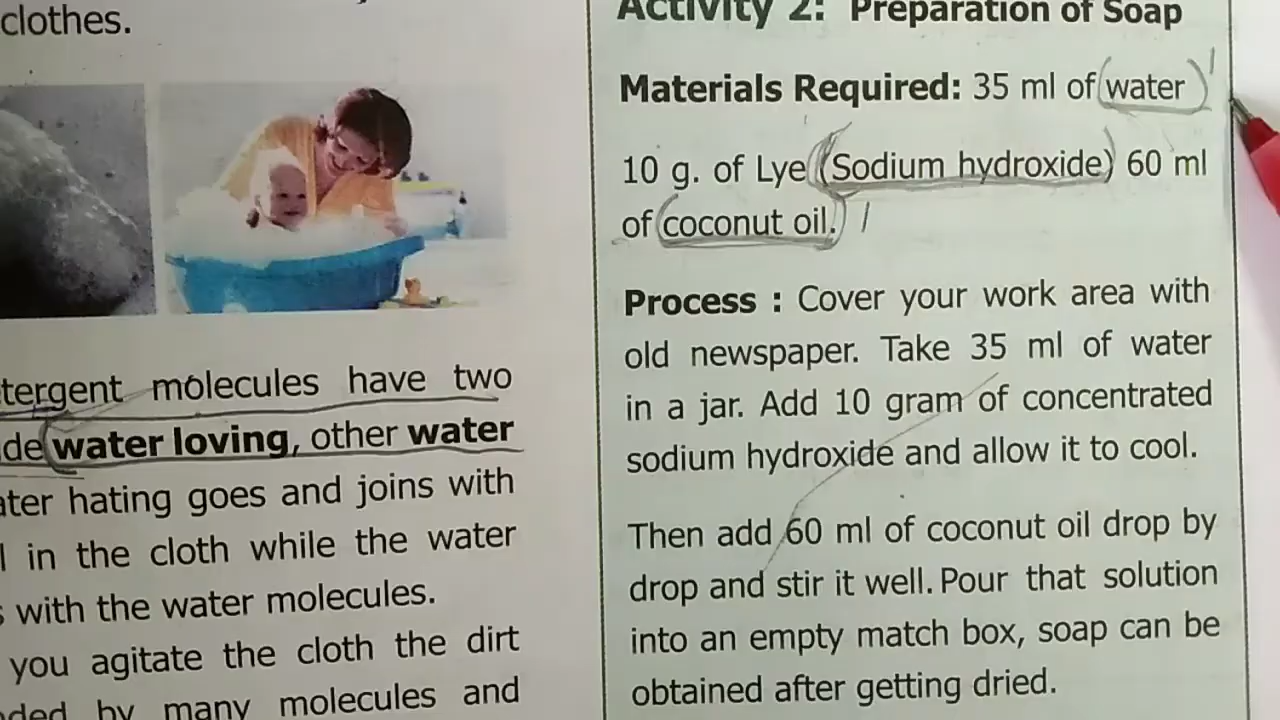 clothes.
tergent molecules have two
de water loving, other water
ater hating goes and joins with
l in the cloth while the water
s with the water molecules.
you agitate the cloth the dirt
ded by many molecules and
Activity 2: Preparation of Soap
Materials Required: 35 ml of water
10 g. of Lye (Sodium hydroxide) 60 ml
of coconut oil.
Process : Cover your work area with
old newspaper. Take 35 ml of water
in a jar. Add 10 gram of concentrated
sodium hydroxide and allow it to cool.
Then add 60 ml of coconut oil drop by
drop and stir it well. Pour that solution
into an empty match box, soap can be
obtained after getting dried.